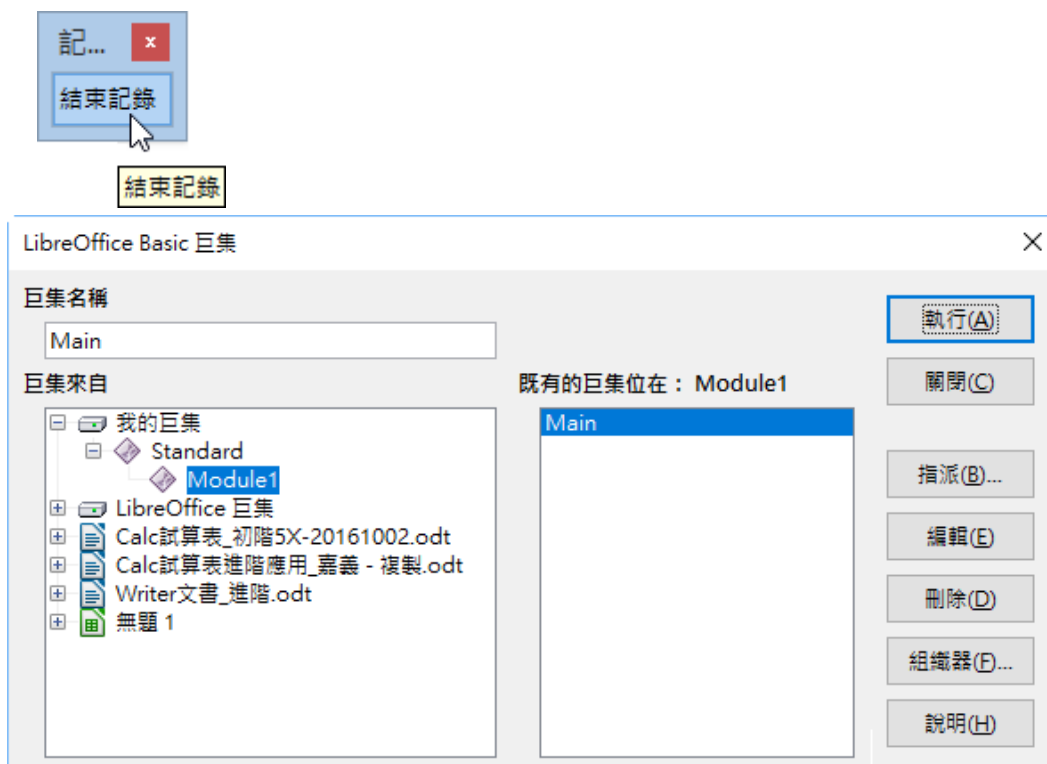 記...
結束記錄
結束記錄
LibreOffice Basic 巨集
巨集名稱
Main
巨集來自
我的巨集
Standard
Module1
LibreOffice 巨集
Calc試算表_初階5X-20161002.odt
Calc試算表進階應用_嘉義 - 複製.odt
Writer文書_進階.odt
無題 1
既有的巨集位在： Module1
Main
執行(A)
關閉(C)
指派(B)...
編輯(E)
刪除(D)
組織器(F)...
說明(H)